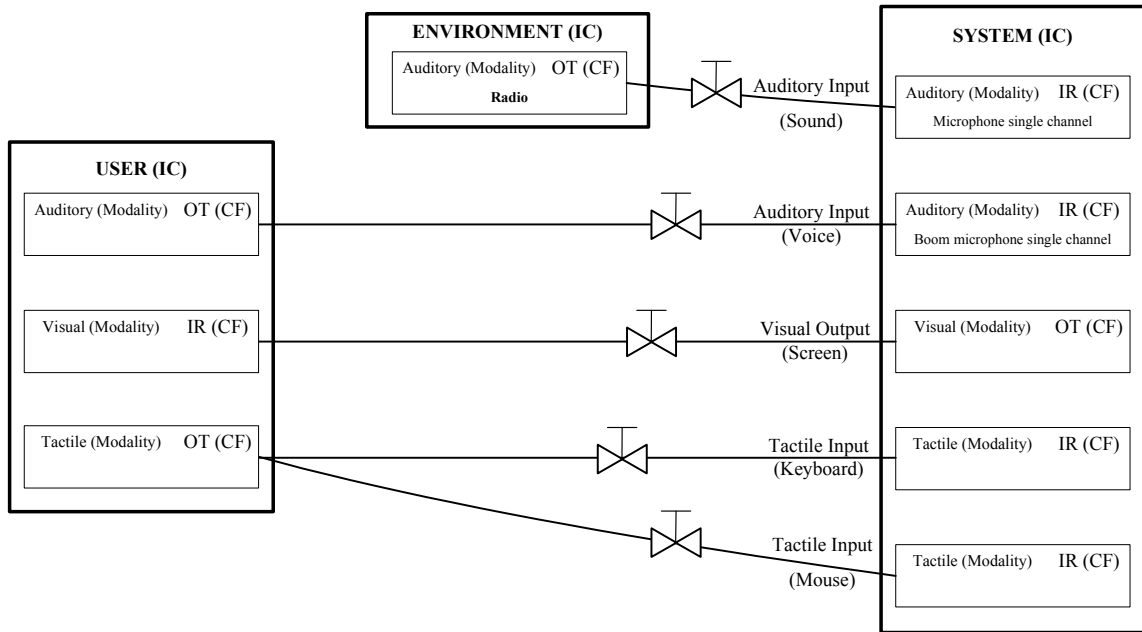 ENVIRONMENT (IC)
Auditory (Modality) OT (CF)
Radio
Auditory Input
(Sound)
SYSTEM (IC)
Auditory (Modality) IR (CF)
Microphone single channel
USER (IC)
Auditory (Modality) OT (CF)
Auditory Input
(Voice)
Auditory (Modality) IR (CF)
Boom microphone single channel
Visual (Modality) IR (CF)
Visual Output
(Screen)
Visual (Modality) OT (CF)
Tactile (Modality) OT (CF)
Tactile Input
(Keyboard)
Tactile (Modality) IR (CF)
Tactile Input
(Mouse)
Tactile (Modality) IR (CF)